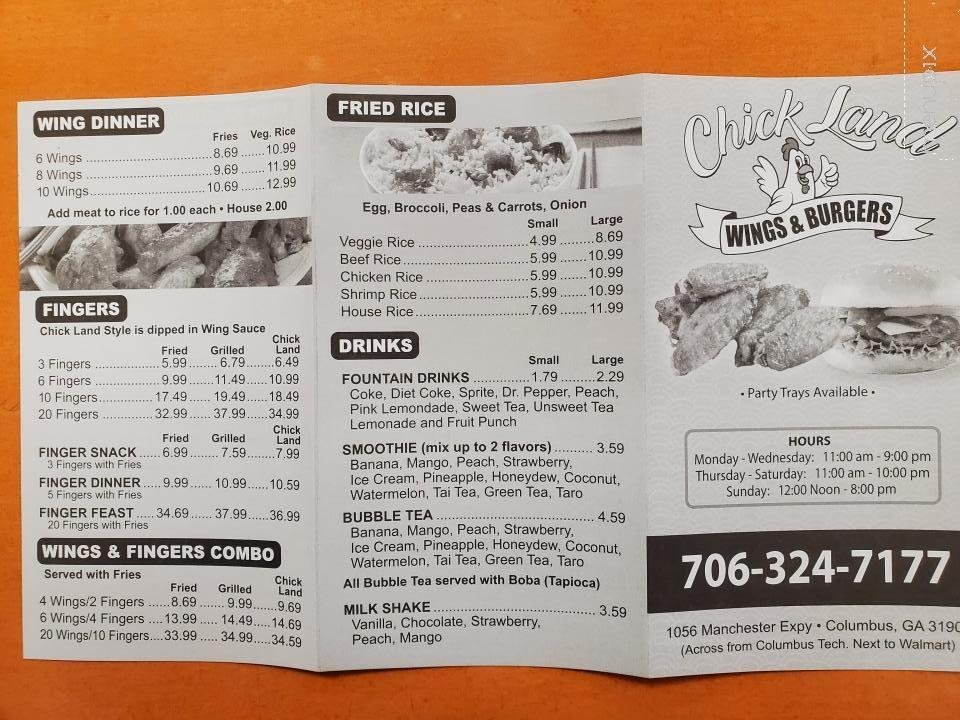 WING DINNER
Fries Veg. Rice
6 Wings ....................8.69 ......10.99
8 Wings ....................9.69 ...... 11.99
10 Wings...................10.69 ......12.99
Add meat to rice for 1.00 each • House 2.00
FINGERS
Chick Land Style is dipped in Wing Sauce
Fried Grilled Chick Land
3 Fingers ............5.99 ........6.79 .......6.49
6 Fingers ............9.99 .......11.49 .....10.99
10 Fingers..........17.49 ......19.49 .....18.49
20 Fingers .........32.99 .....37.99 .....34.99
Fried Grilled Chick Land
FINGER SNACK ..... 6.99 ........7.59 .......7.99
3 Fingers with Fries
FINGER DINNER .....9.99 ...... 10.99.....10.59
5 Fingers with Fries
FINGER FEAST ..... 34.69 ..... 37.99.....36.99
20 Fingers with Fries
WINGS & FINGERS COMBO
Served with Fries
Fried Grilled Chick Land
4 Wings/2 Fingers ......8.69 ...... 9.99.....9.69
6 Wings/4 Fingers ....13.99 ..... 14.49....14.69
20 Wings/10 Fingers....33.99 ..... 34.99....34.59
FRIED RICE
Egg, Broccoli, Peas & Carrots, Onion
Small Large
Veggie Rice ......................... 4.99 .........8.69
Beef Rice.............................5.99 ........10.99
Chicken Rice .......................5.99 ........10.99
Shrimp Rice.........................5.99 ........10.99
House Rice..........................7.69 ........11.99
DRINKS
Small Large
FOUNTAIN DRINKS ..............1.79 .........2.29
Coke, Diet Coke, Sprite, Dr. Pepper, Peach,
Pink Lemondade, Sweet Tea, Unsweet Tea
Lemonade and Fruit Punch
SMOOTHIE (mix up to 2 flavors).......... 3.59
Banana, Mango, Peach, Strawberry,
Ice Cream, Pineapple, Honeydew, Coconut,
Watermelon, Tai Tea, Green Tea, Taro
BUBBLE TEA ......................................... 4.59
Banana, Mango, Peach, Strawberry,
Ice Cream, Pineapple, Honeydew, Coconut,
Watermelon, Tai Tea, Green Tea, Taro
All Bubble Tea served with Boba (Tapioca)
MILK SHAKE ......................................... 3.59
Vanilla, Chocolate, Strawberry,
Peach, Mango
Chick Land
WINGS & BURGERS
• Party Trays Available •
HOURS
Monday - Wednesday: 11:00 am - 9:00 pm
Thursday - Saturday: 11:00 am - 10:00 pm
Sunday: 12:00 Noon - 8:00 pm
706-324-7177
1056 Manchester Expy • Columbus, GA 3190
(Across from Columbus Tech. Next to Walmart)